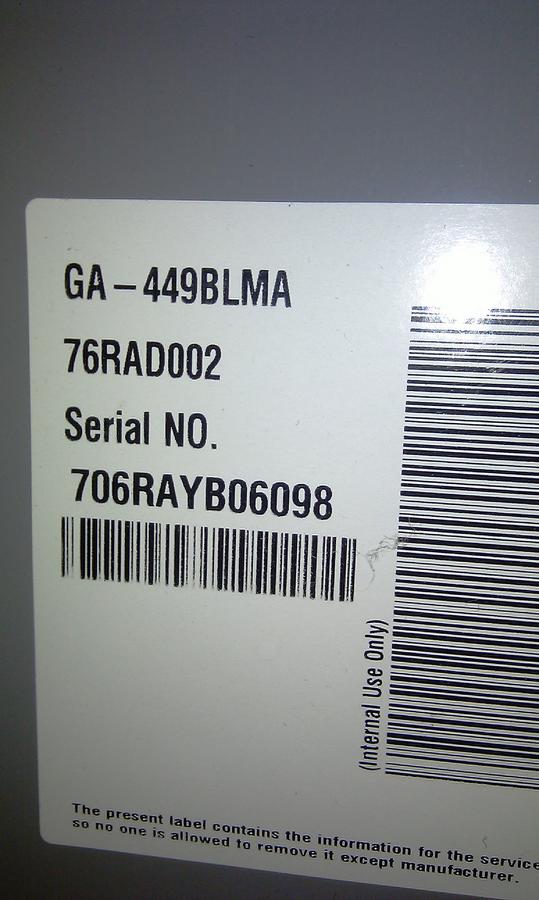 GA-449BLMA
76RAD002
Serial NO.
706RAYB06098
(Internal Use Only)
The present label contains the information for the service
so no one is allowed to remove it except manufacturer.